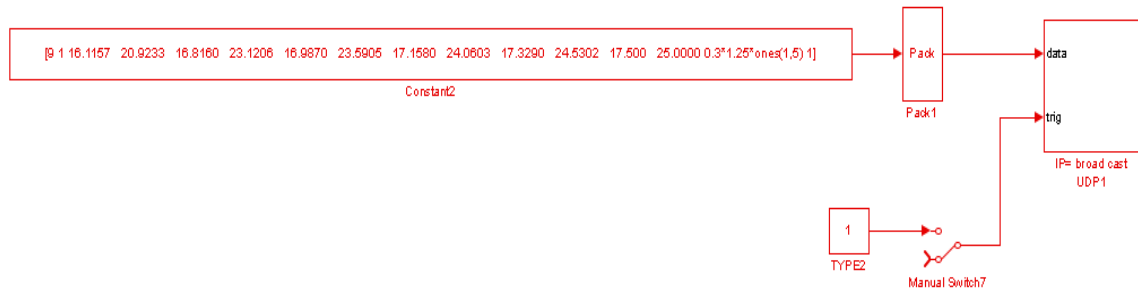 [9 1 16.1157 20.9233 16.8160 23.1206 16.9870 23.5905 17.1580 24.0603 17.3290 24.5302 17.500 25.0000 0.3*1.25*ones(1,5) 1]
Constant2
Pack
Pack1
data
trig
IP= broad cast
UDP1
1
TYPE2
Manual Switch7